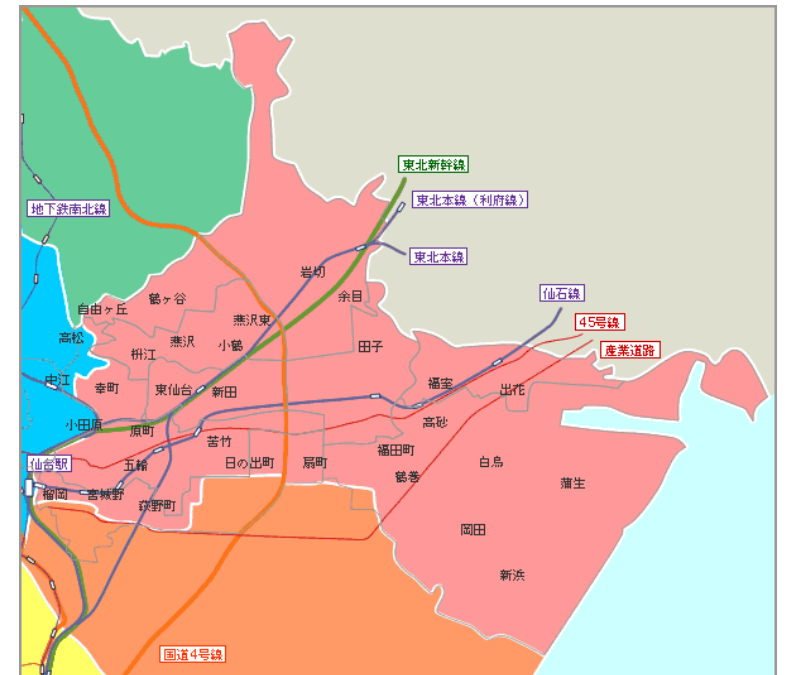 東北新幹線
東北本線（利府線）
地下鉄南北線
東北本線
岩切
仙石線
余目
鶴ヶ谷
自由ヶ丘
燕沢東
45号線
高松
燕沢
小鶴
田子
産業道路
枡江
中江
幸町
東仙台
新田
福室
出花
小田原
原町
高砂
苦竹
福田町
仙台駅
五輪
日の出町
扇町
白鳥
鶴巻
蒲生
榴岡
宮城野
萩野町
岡田
新浜
国道4号線